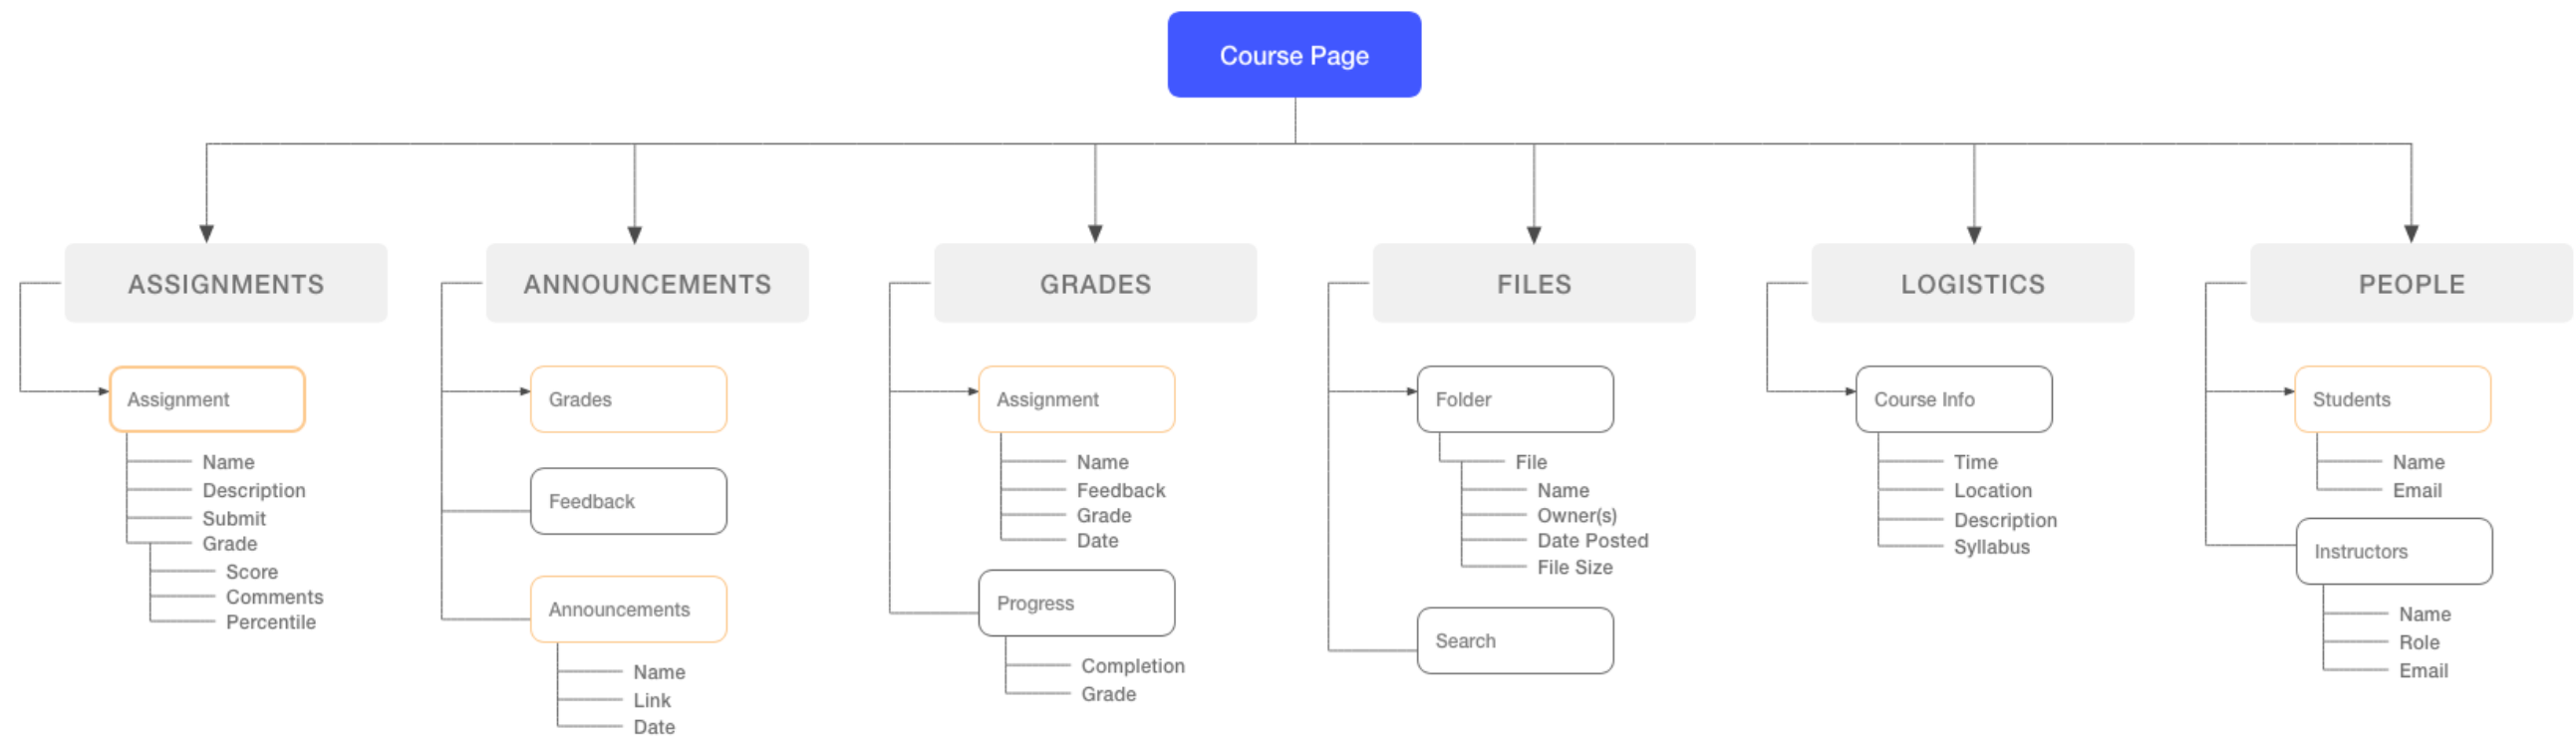 Course Page
ASSIGNMENTS
Assignment
Name
Description
Submit
Grade
Score
Comments
Percentile
ANNOUNCEMENTS
Grades
Feedback
Announcements
Name
Link
Date
GRADES
Assignment
Name
Feedback
Grade
Date
Progress
Completion
Grade
FILES
Folder
File
Name
Owner(s)
Date Posted
File Size
Search
LOGISTICS
Course Info
Time
Location
Description
Syllabus
PEOPLE
Students
Name
Email
Instructors
Name
Role
Email